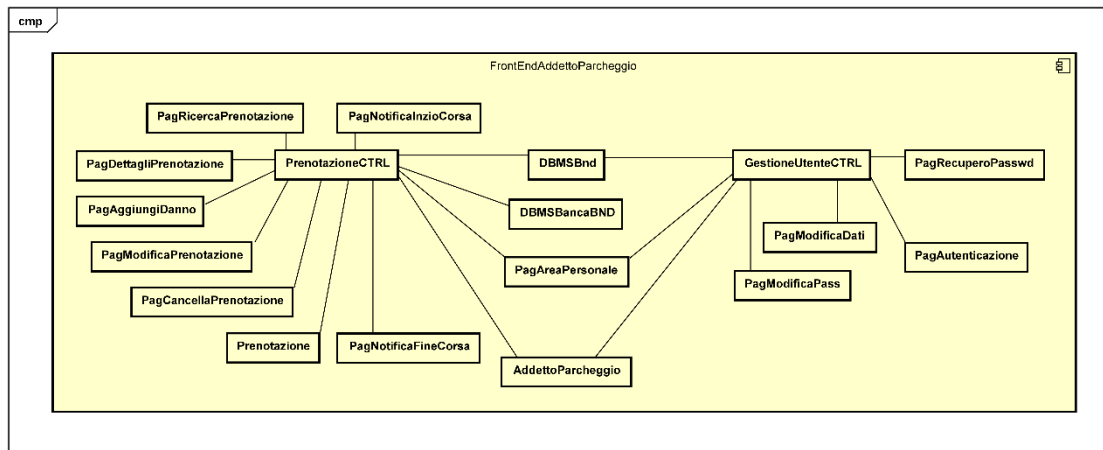 cmp
FrontEndAddettoParcheggio
PagRicercaPrenotazione
PagNotificaInzioCorsa
PagDettagliPrenotazione
PrenotazioneCTRL
DBMSBnd
GestioneUtenteCTRL
PagRecuperoPasswd
PagAggiungiDanno
DBMSBancaBND
PagModificaDati
PagModificaPrenotazione
PagAreaPersonale
PagAutenticazione
PagModificaPass
PagCancellaPrenotazione
Prenotazione
PagNotificaFineCorsa
AddettoParcheggio